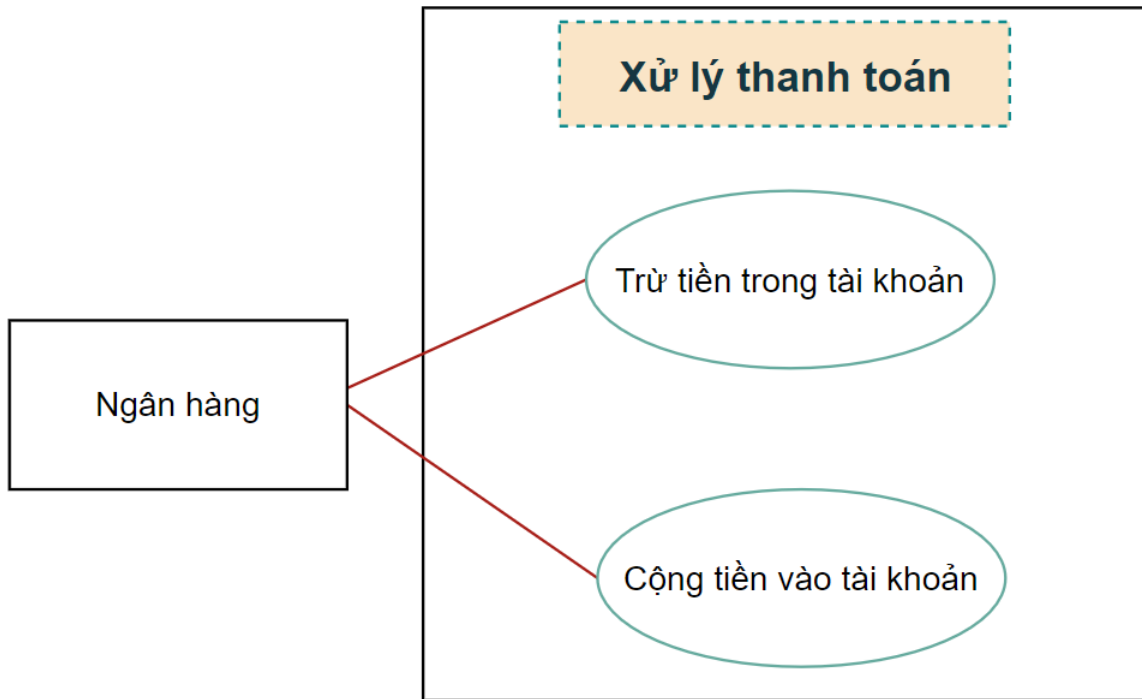 Xử lý thanh toán
Trừ tiền trong tài khoản
Ngân hàng
Cộng tiền vào tài khoản